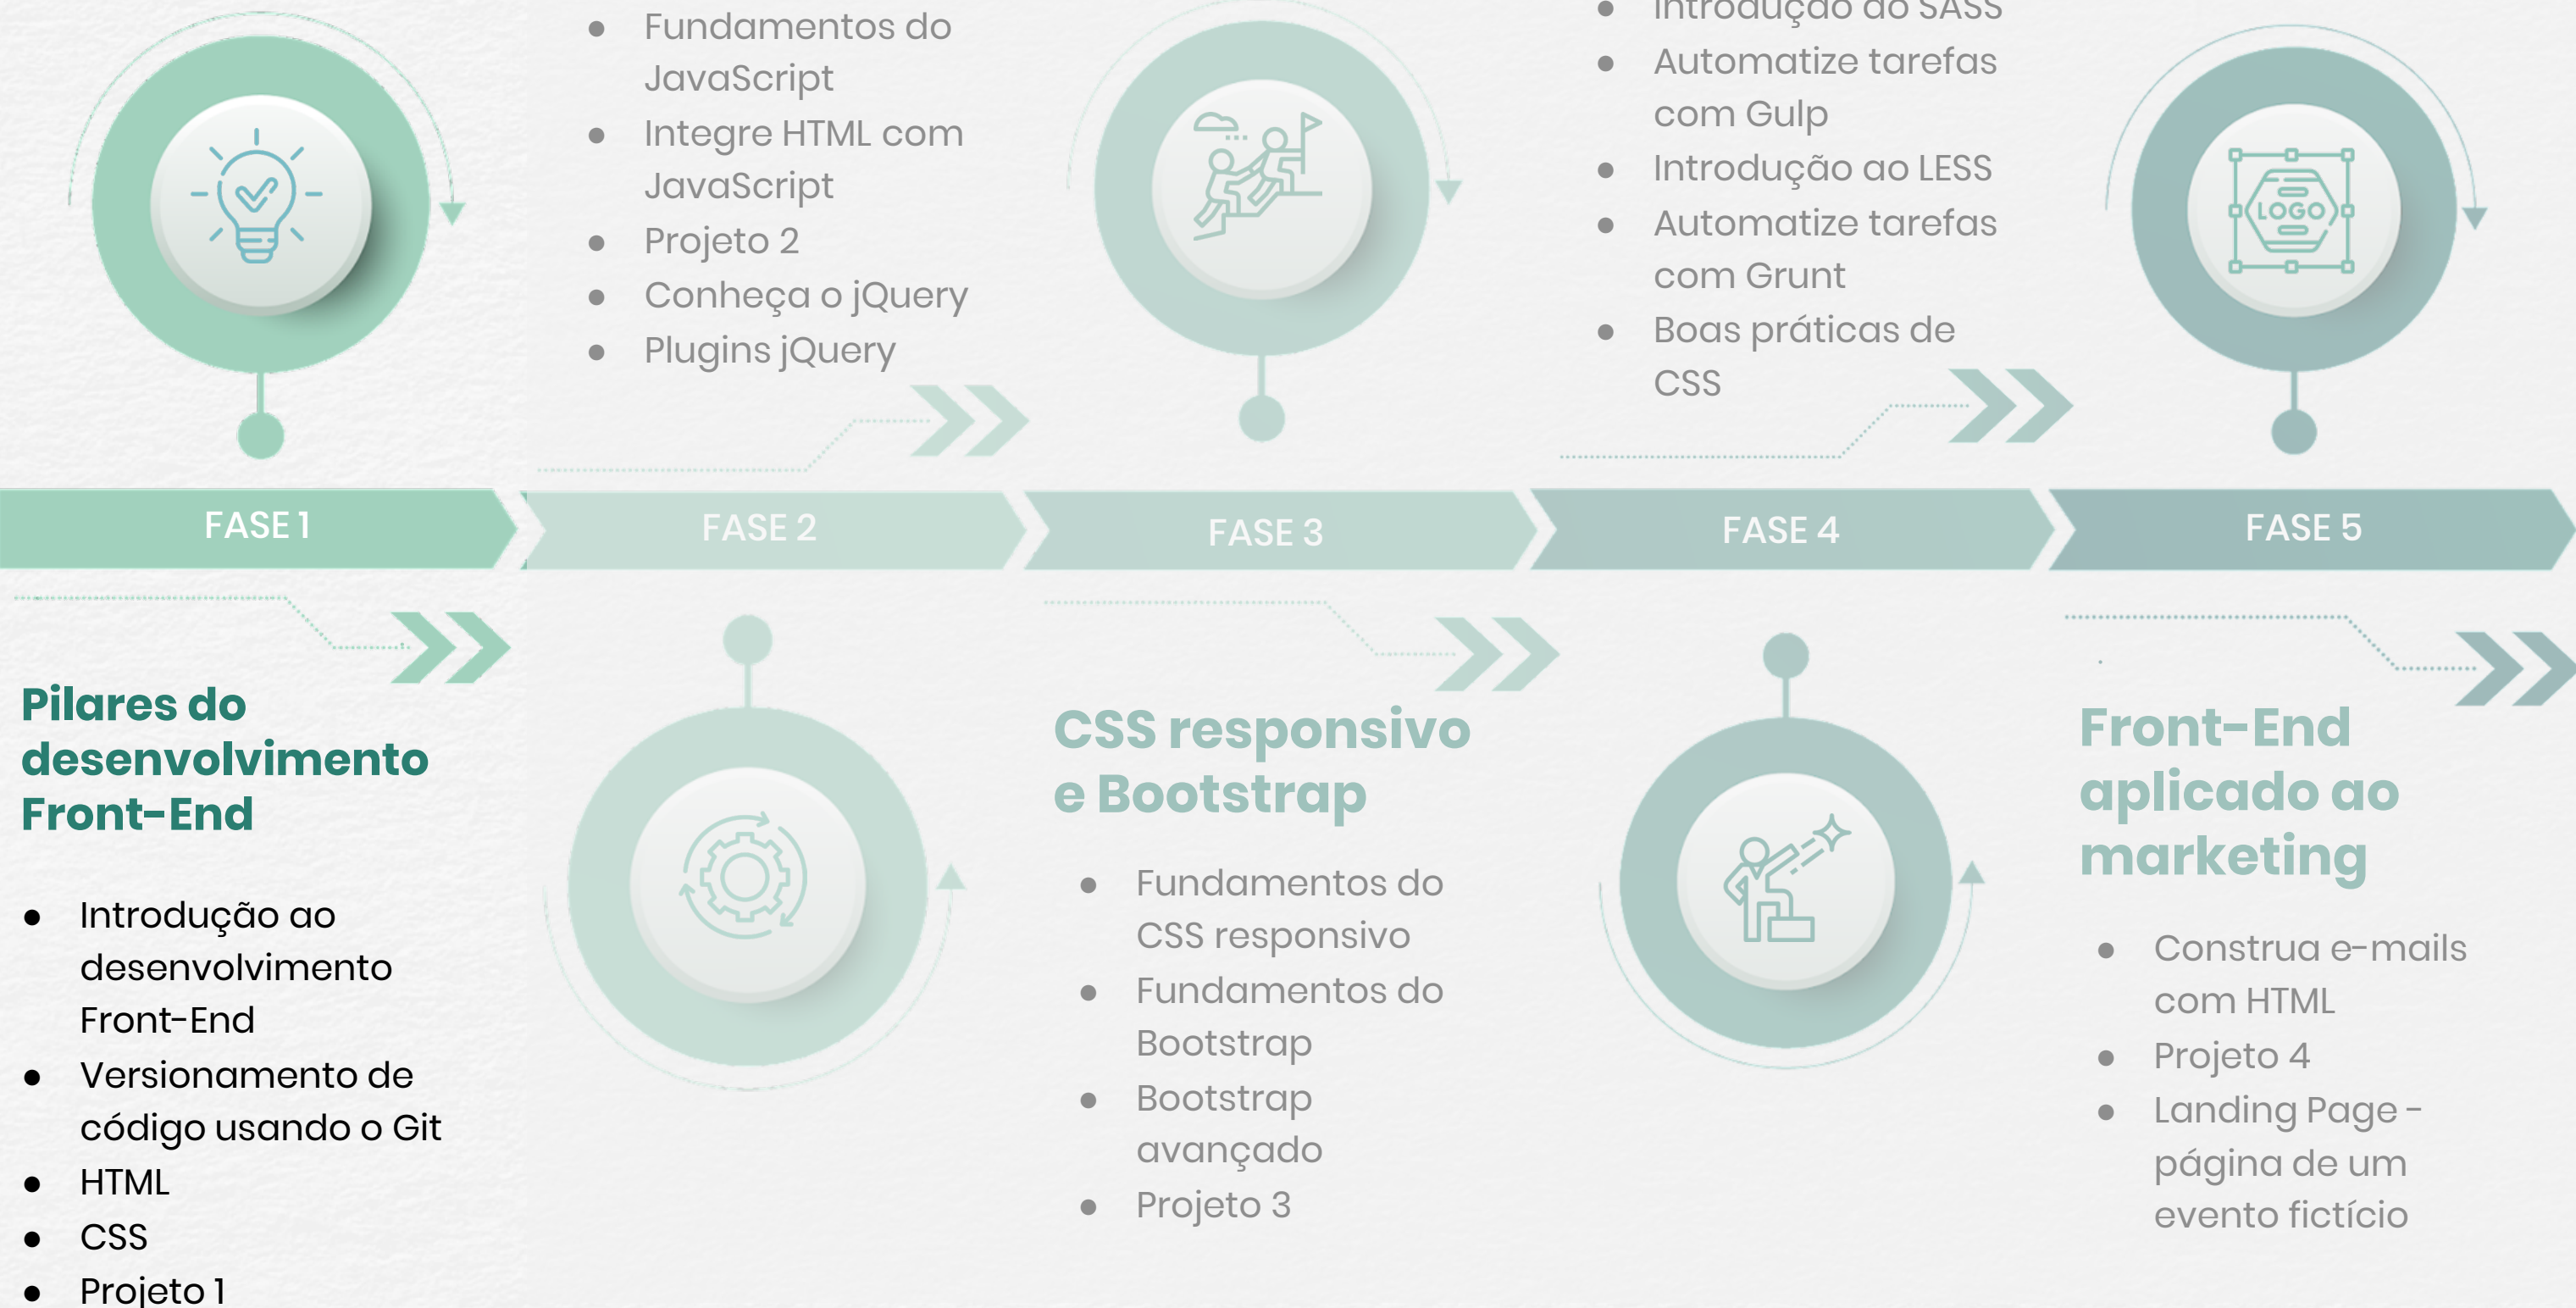 Fundamentos do
JavaScript
Integre HTML com
JavaScript
Projeto 2
Conheça o jQuery
Plugins jQuery
Introdução ao SASS
Automatize tarefas
com Gulp
Introdução ao LESS
Automatize tarefas
com Grunt
Boas práticas de
CSS
LOGO
FASE 1
FASE 2
FASE 3
FASE 4
FASE 5
Pilares do
desenvolvimento
Front-End
Introdução ao
desenvolvimento
Front-End
Versionamento de
código usando o Git
HTML
CSS
Projeto 1
CSS responsivo
e Bootstrap
Fundamentos do
CSS responsivo
Fundamentos do
Bootstrap
Bootstrap
avançado
Projeto 3
Front-End
aplicado ao
marketing
Construa e-mails
com HTML
Projeto 4
Landing Page -
página de um
evento fictício